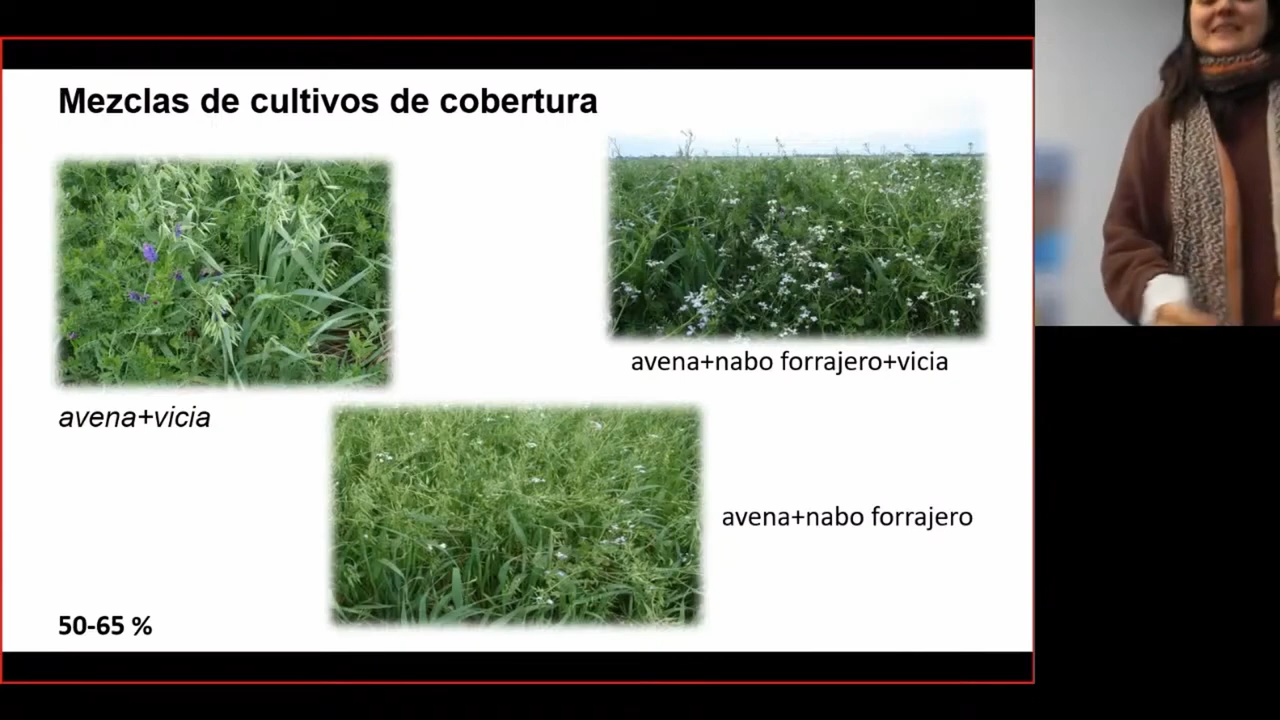 Mezclas de cultivos de cobertura
avena+nabo forrajero+vicia
avena+vicia
avena+nabo forrajero
50-65 %